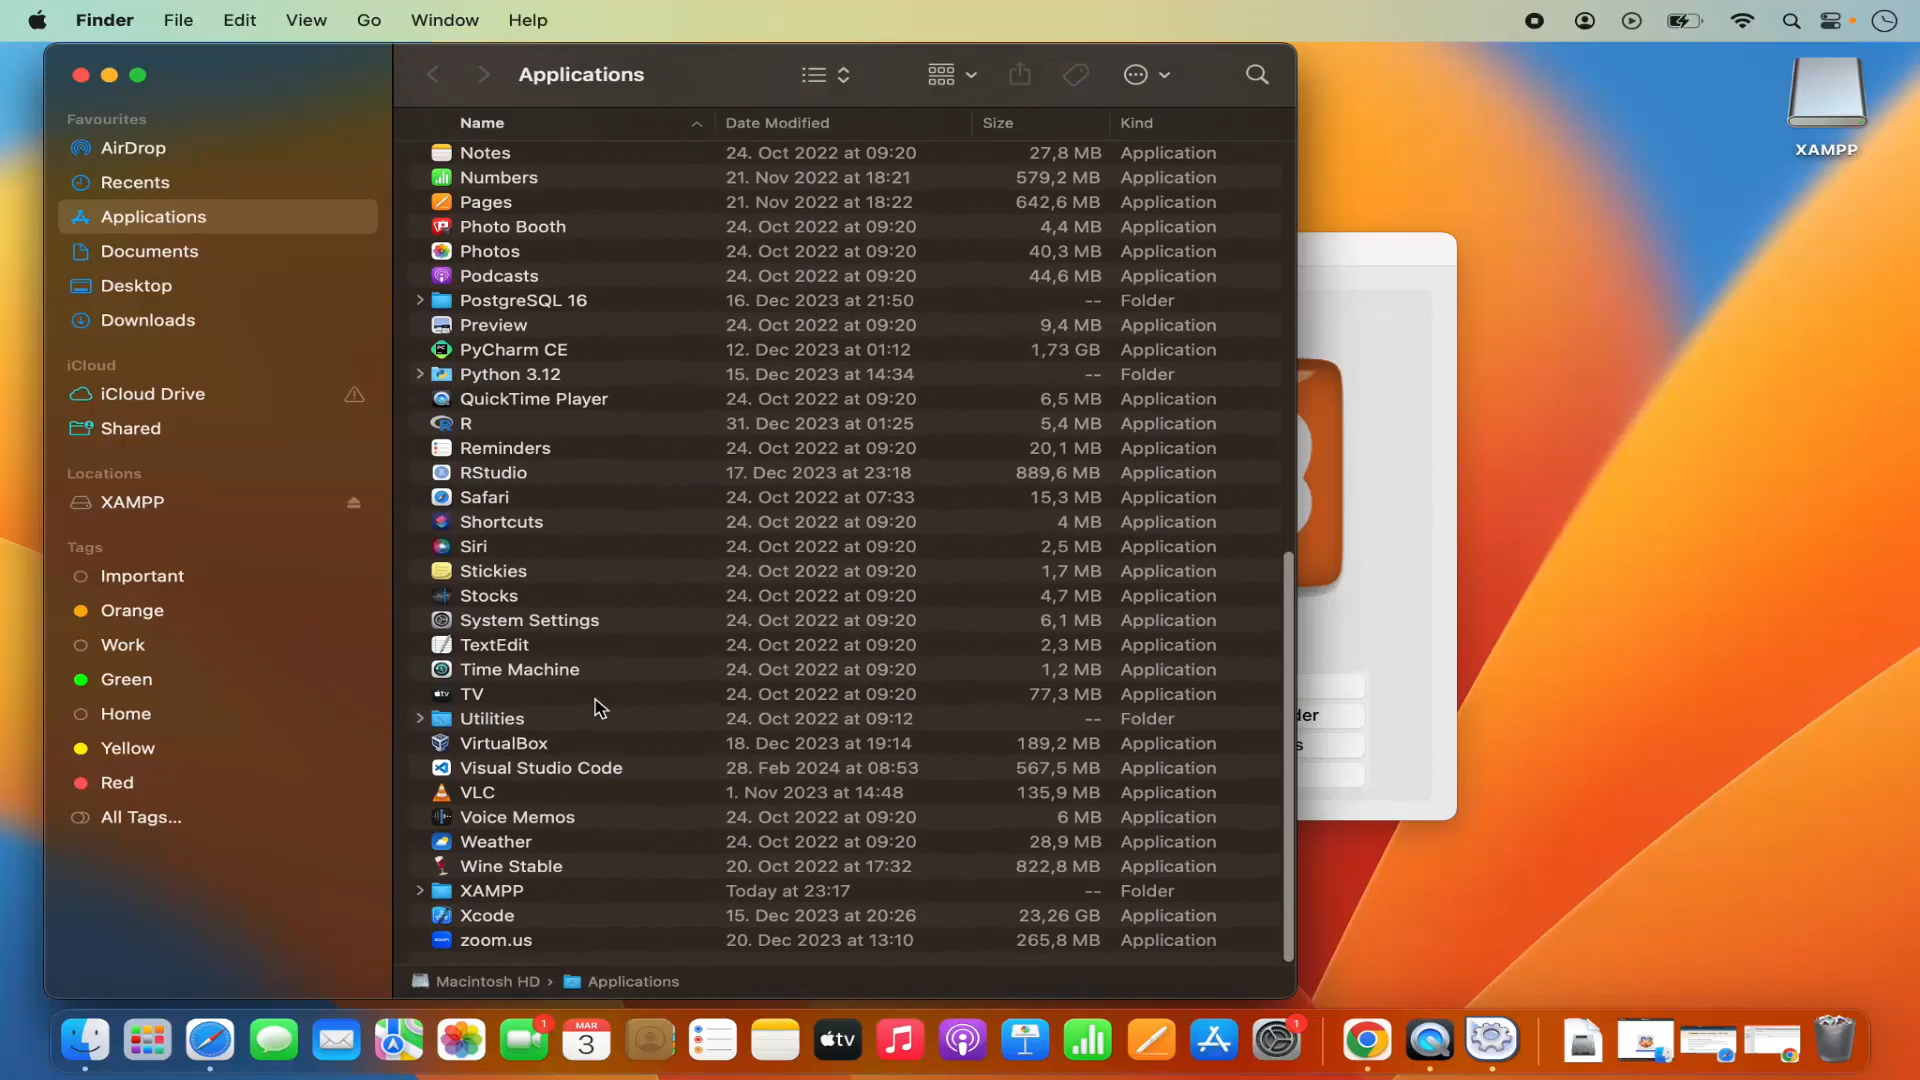 Finder File Edit View Go Window Help
Applications
XAMPP
Favourites
AirDrop
Recents
Applications
Documents
Desktop
Downloads
iCloud
iCloud Drive
Shared
Locations
XAMPP
Tags
Important
Orange
Work
Green
Home
Yellow
Red
All Tags...
Name Date Modified Size Kind
Notes 24. Oct 2022 at 09:20 27,8 MB Application
Numbers 21. Nov 2022 at 18:21 579,2 MB Application
Pages 21. Nov 2022 at 18:22 642,6 MB Application
Photo Booth 24. Oct 2022 at 09:20 4,4 MB Application
Photos 24. Oct 2022 at 09:20 40,3 MB Application
Podcasts 24. Oct 2022 at 09:20 44,6 MB Application
PostgreSQL 16 16. Dec 2023 at 21:50 -- Folder
Preview 24. Oct 2022 at 09:20 9,4 MB Application
PyCharm CE 12. Dec 2023 at 01:12 1,73 GB Application
Python 3.12 15. Dec 2023 at 14:34 -- Folder
QuickTime Player 24. Oct 2022 at 09:20 6,5 MB Application
R 31. Dec 2023 at 01:25 5,4 MB Application
Reminders 24. Oct 2022 at 09:20 20,1 MB Application
RStudio 17. Dec 2023 at 23:18 889,6 MB Application
Safari 24. Oct 2022 at 07:33 15,3 MB Application
Shortcuts 24. Oct 2022 at 09:20 4 MB Application
Siri 24. Oct 2022 at 09:20 2,5 MB Application
Stickies 24. Oct 2022 at 09:20 1,7 MB Application
Stocks 24. Oct 2022 at 09:20 4,7 MB Application
System Settings 24. Oct 2022 at 09:20 6,1 MB Application
TextEdit 24. Oct 2022 at 09:20 2,3 MB Application
Time Machine 24. Oct 2022 at 09:20 1,2 MB Application
TV 24. Oct 2022 at 09:20 77,3 MB Application
Utilities 24. Oct 2022 at 09:12 -- Folder
VirtualBox 18. Dec 2023 at 19:14 189,2 MB Application
Visual Studio Code 28. Feb 2024 at 08:53 567,5 MB Application
VLC 1. Nov 2023 at 14:48 135,9 MB Application
Voice Memos 24. Oct 2022 at 09:20 6 MB Application
Weather 24. Oct 2022 at 09:20 28,9 MB Application
Wine Stable 20. Oct 2022 at 17:32 822,8 MB Application
XAMPP Today at 23:17 -- Folder
Xcode 15. Dec 2023 at 20:26 23,26 GB Application
zoom.us 20. Dec 2023 at 13:10 265,8 MB Application
Macintosh HD › Applications
der
s
1
MAR
3
tv
1